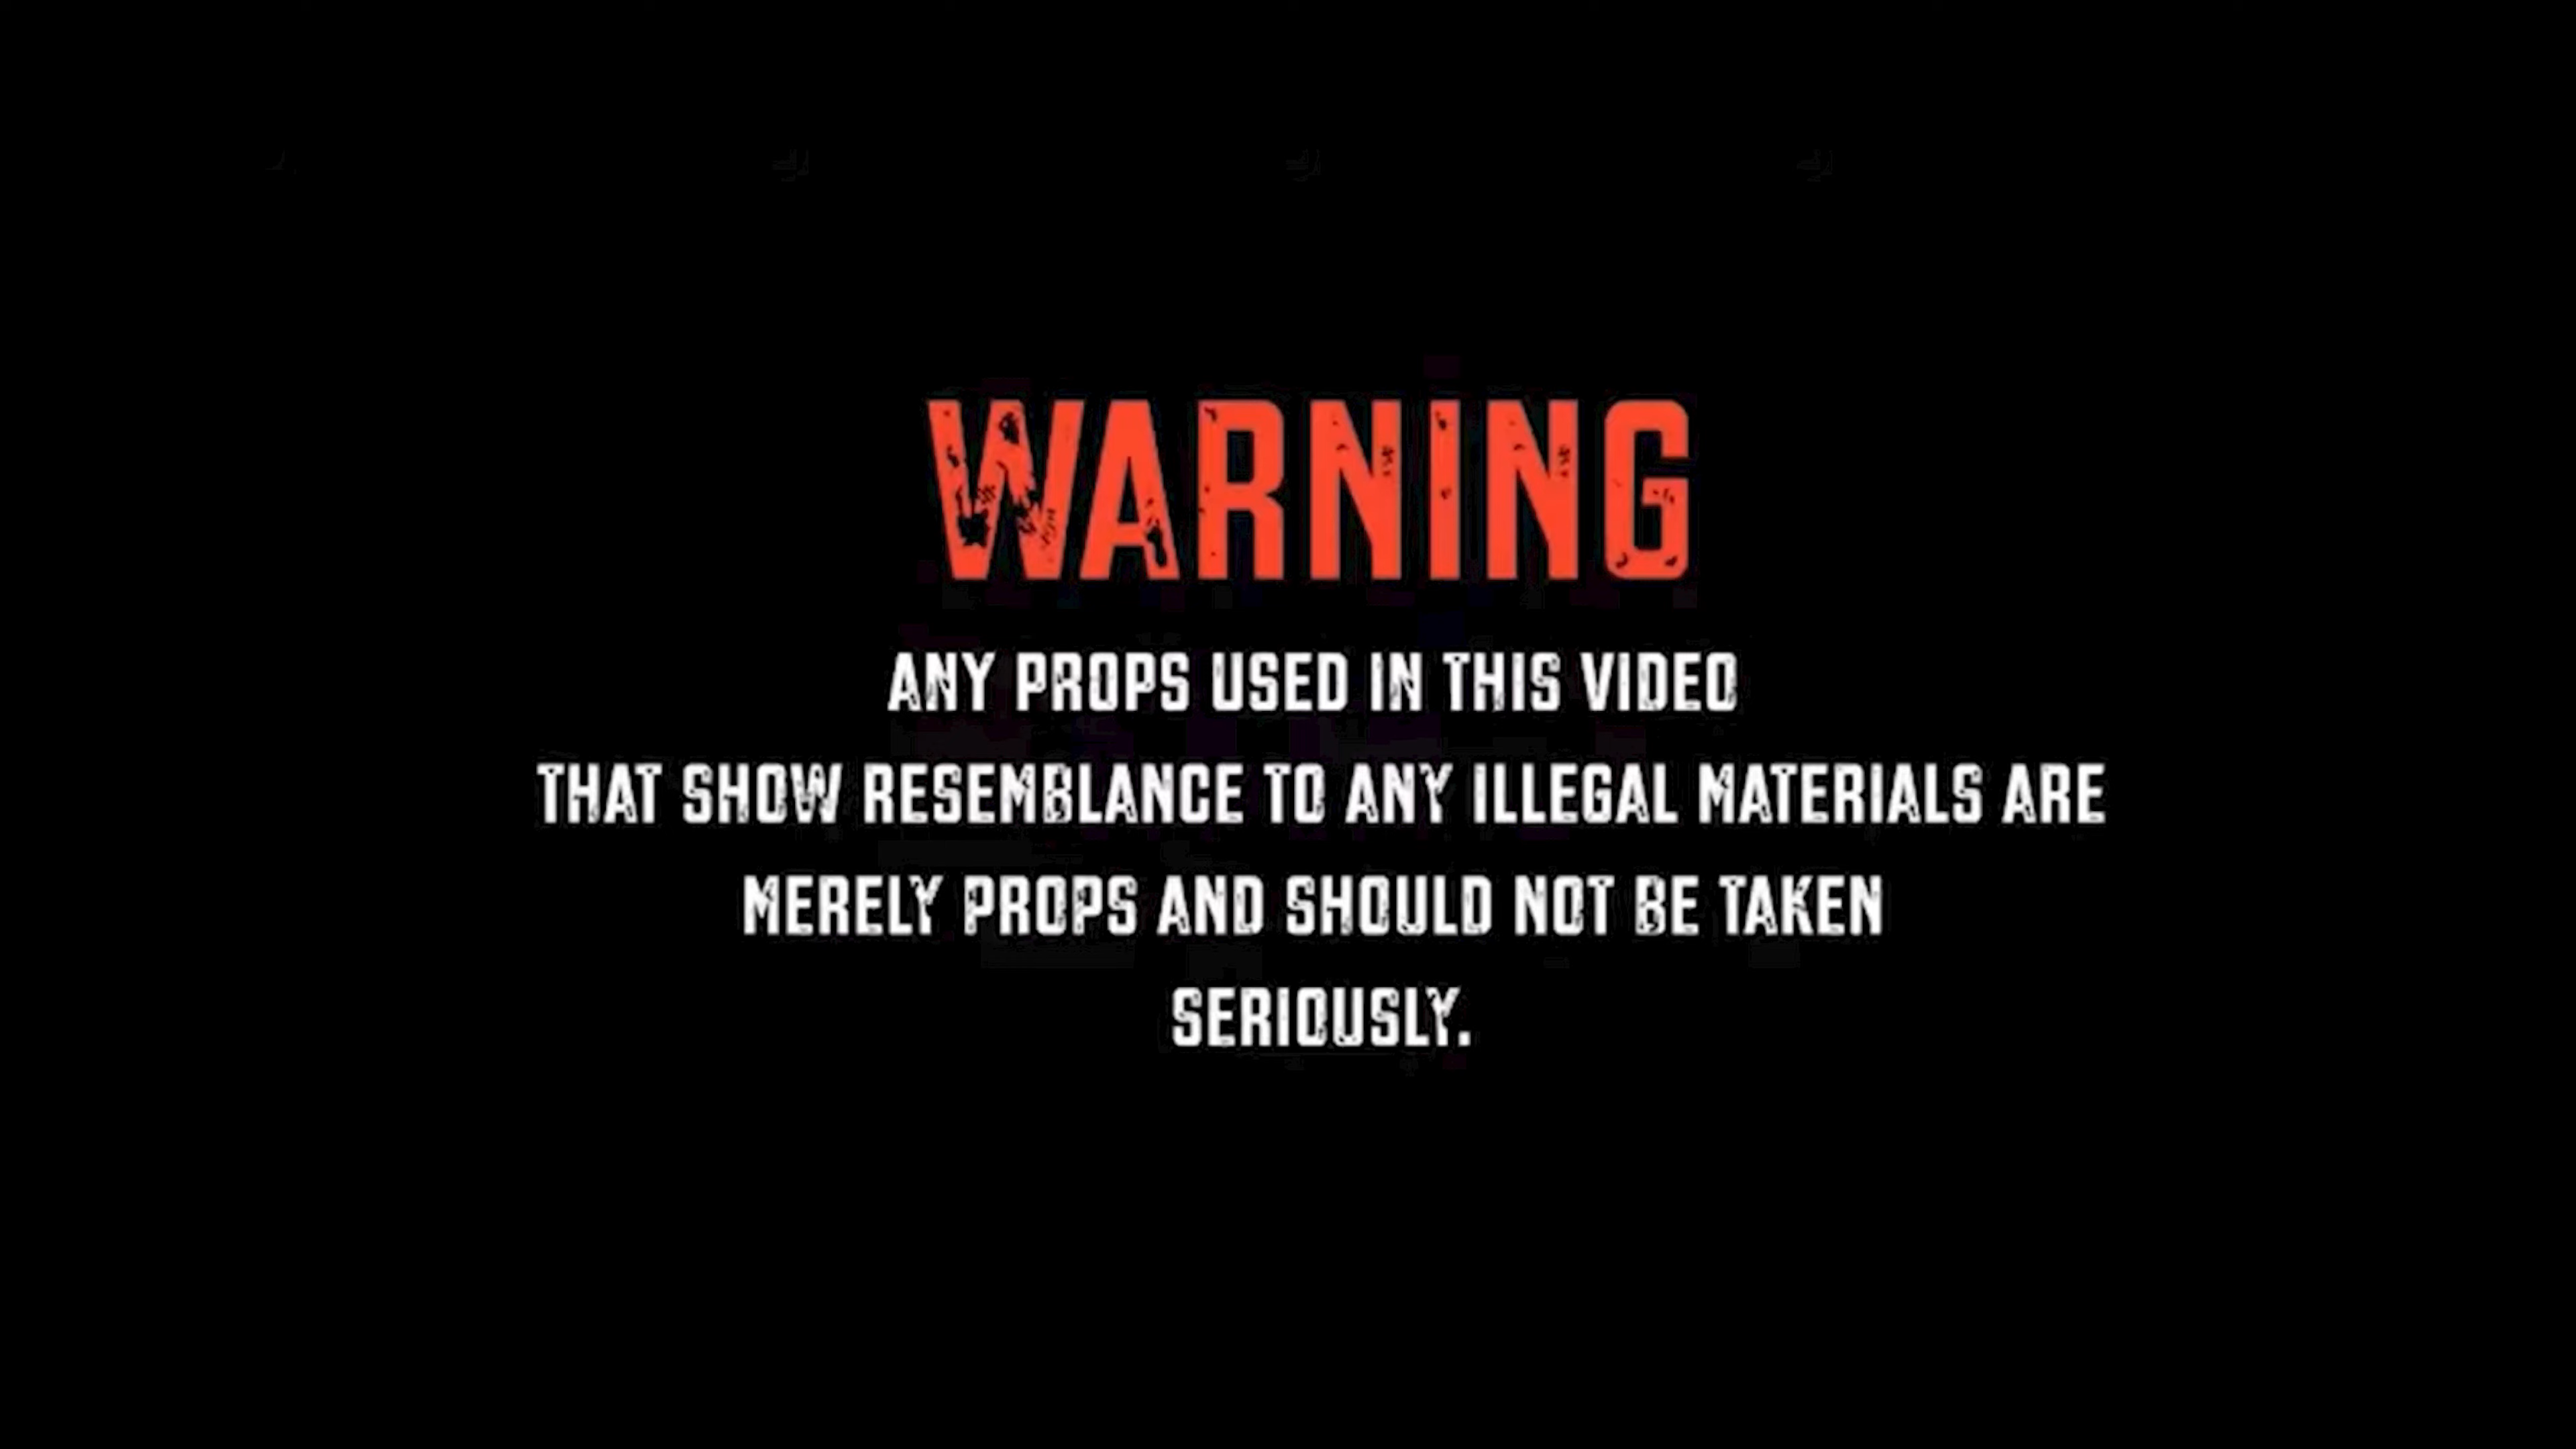 WARNING
ANY PROPS USED IN THIS VIDEO
THAT SHOW RESEMBLANCE TO ANY ILLEGAL MATERIALS ARE
MERELY PROPS AND SHOULD NOT BE TAKEN
SERIOUSLY.